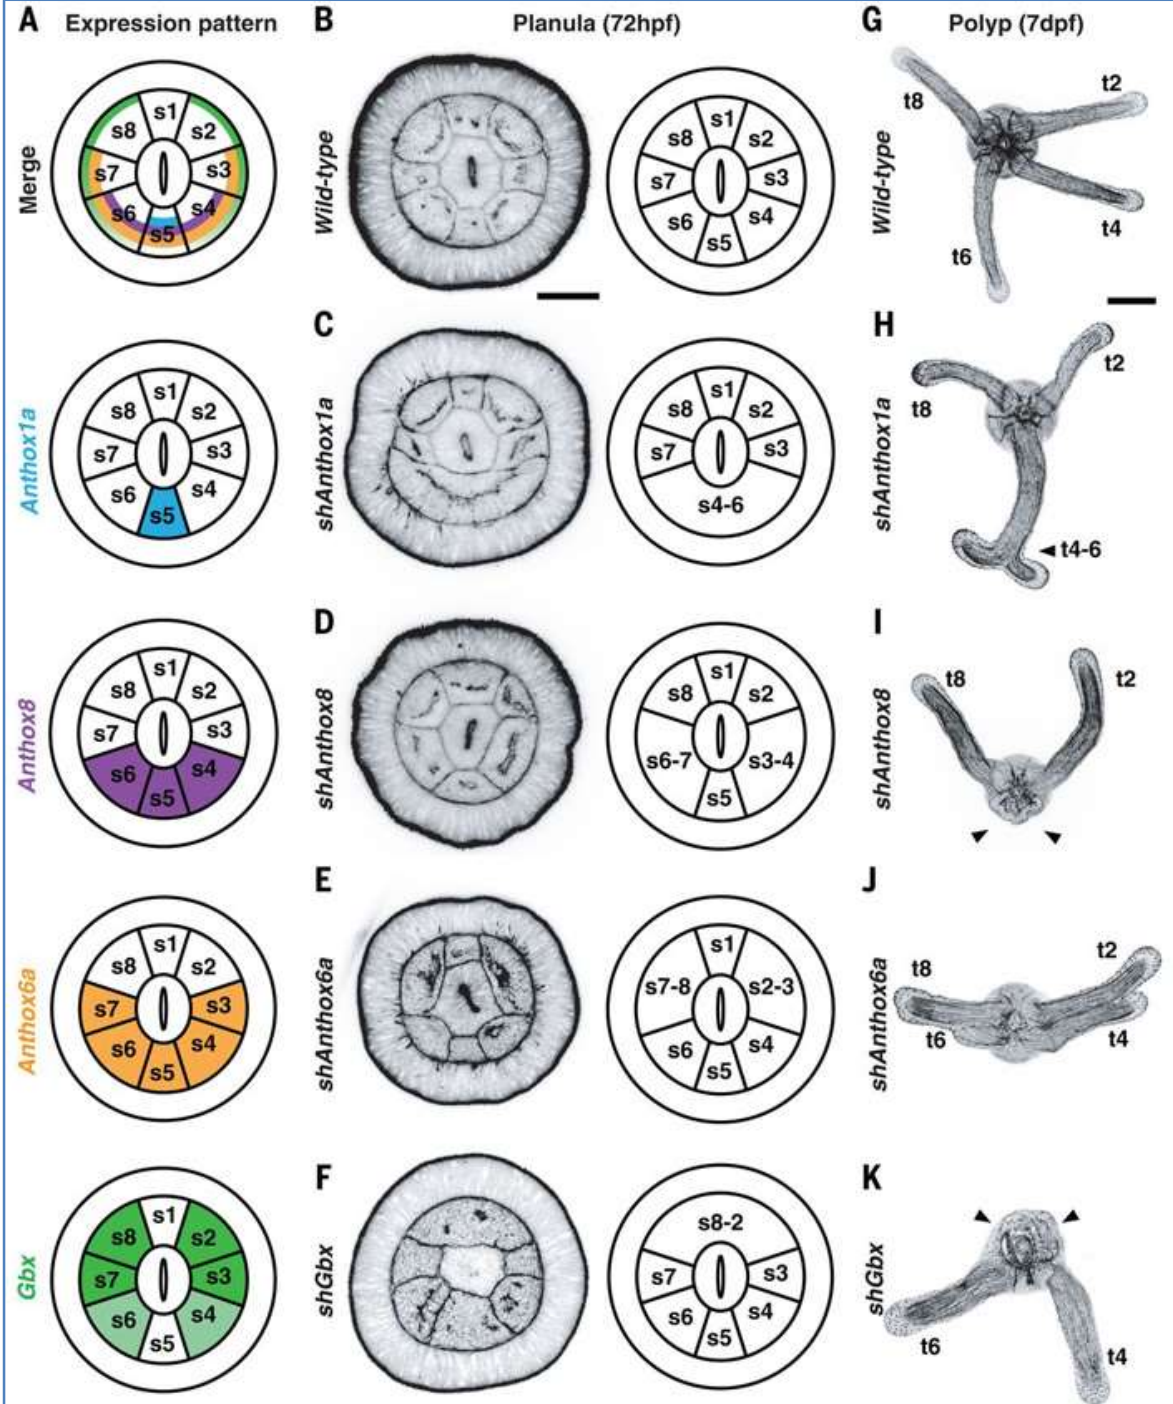 A Expression pattern B Planula (72hpf) G Polyp (7dpf)
Merge
s1
s8 s2
s7 s3
s6 s4
s5
Wild-type
s1
s8 s2
s7 s3
s6 s4
s5
Wild-type
t8 t2
t4
t6
C H
Anthox1a
s1
s8 s2
s7 s3
s6 s4
s5
shAnthox1a
s1
s8 s2
s7 s3
s4-6
shAnthox1a
t2
t8
t4-6
D I
Anthox8
s1
s8 s2
s7 s3
s6 s4
s5
shAnthox8
s1
s8 s2
s6-7 s3-4
s5
shAnthox8
t8 t2
E J
Anthox6a
s1
s8 s2
s7 s3
s6 s4
s5
shAnthox6a
s1
s7-8 s2-3
s6 s4
s5
shAnthox6a
t8 t2
t6 t4
F K
Gbx
s1
s8 s2
s7 s3
s6 s4
s5
shGbx
s8-2
s7 s3
s6 s4
s5
shGbx
t6 t4